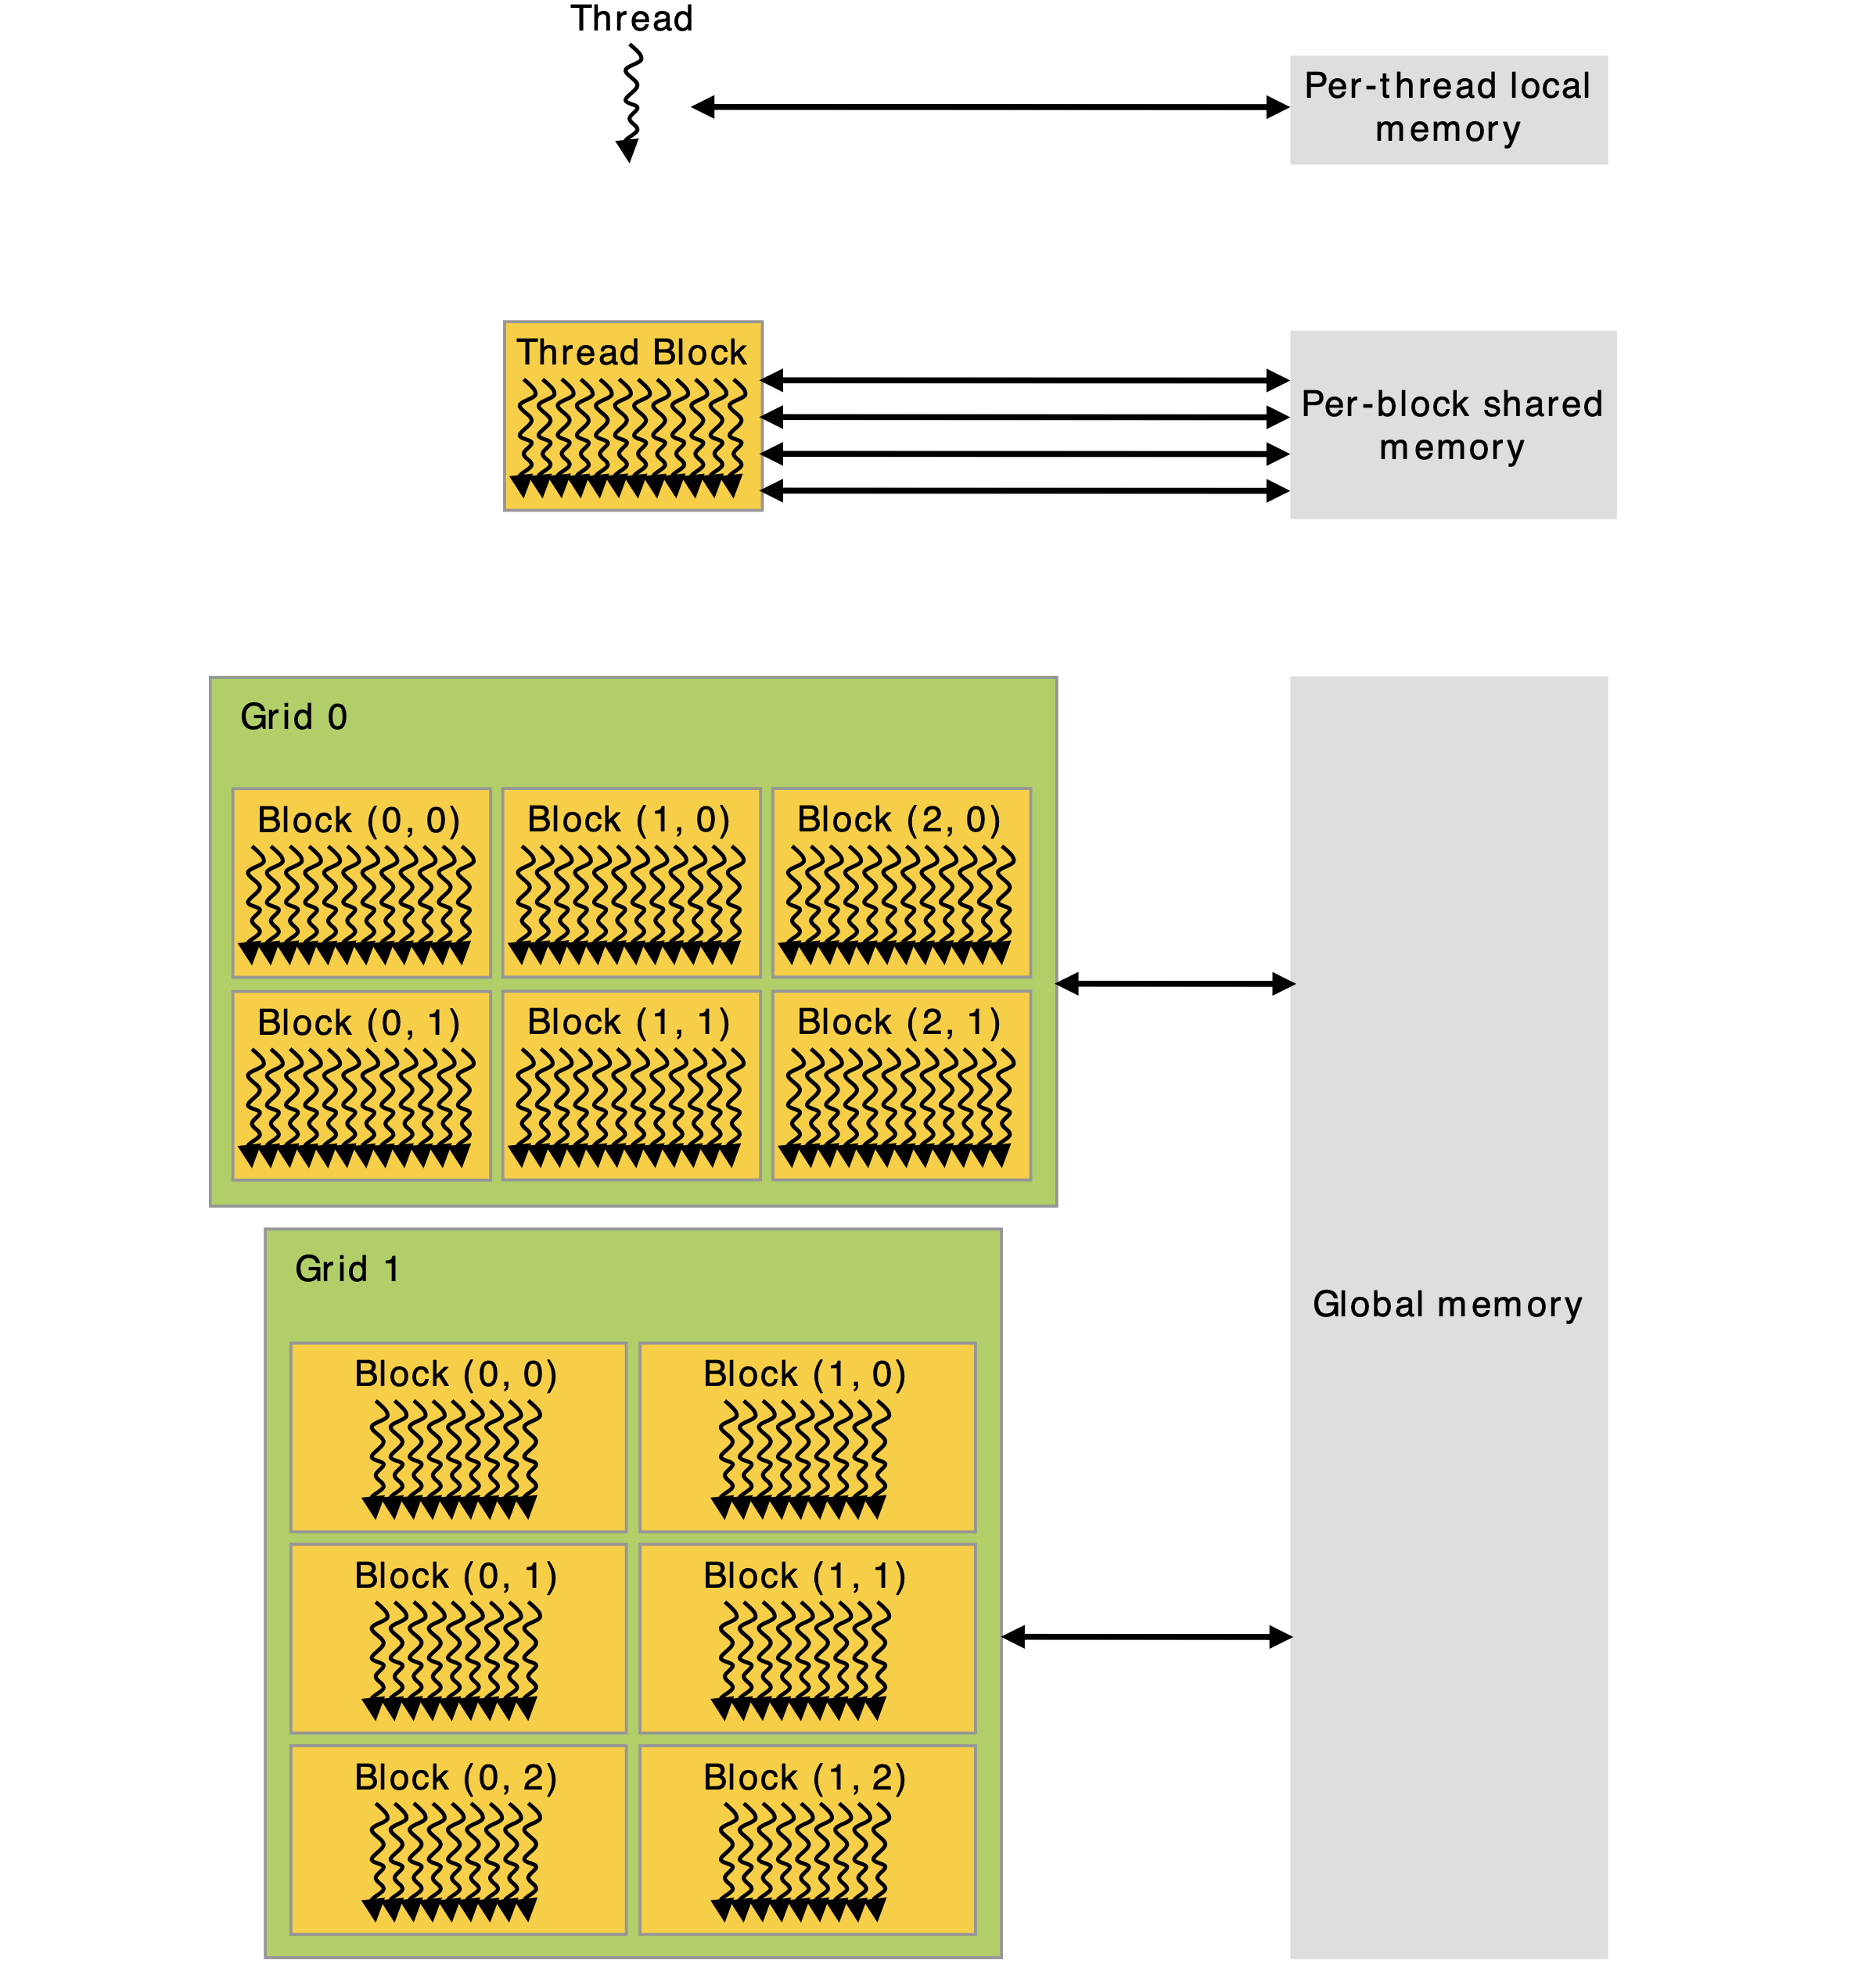 Thread
Per-thread local
memory
Thread Block
Per-block shared
memory
Grid 0
Block (0, 0)
Block (1, 0)
Block (2, 0)
Block (0, 1)
Block (1, 1)
Block (2, 1)
Grid 1
Global memory
Block (0, 0)
Block (1, 0)
Block (0, 1)
Block (1, 1)
Block (0, 2)
Block (1, 2)